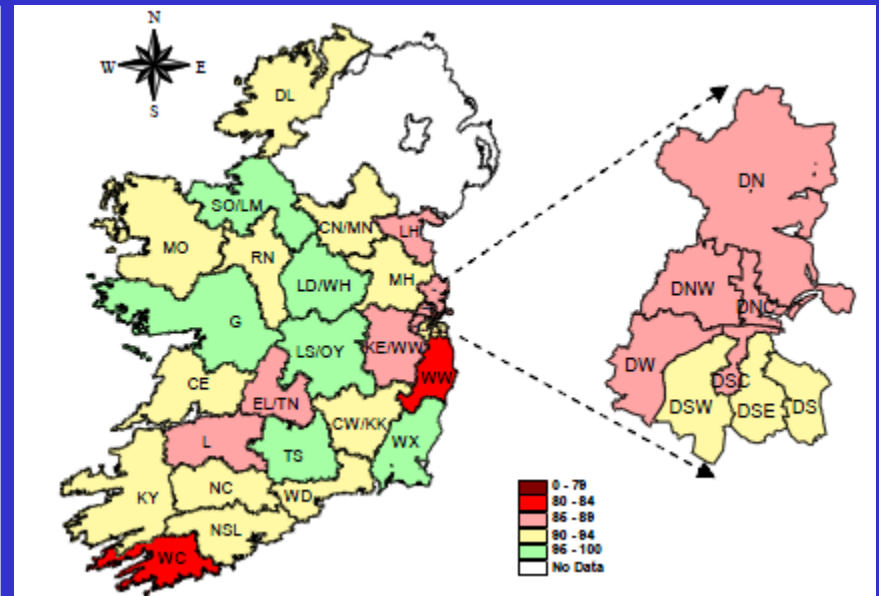 N
W E
S
DL
SO/LM
CN/MN
LH
MO
RN
LD/WH
MH
G
LS/OY
KE/WW
WW
CE
EL/TN
CW/KK
L
TS
WX
KY
NC
WD
NSL
WC
DN
DNW
DNC
DW
DSC
DSW
DSE
DS
0 - 79
80 - 84
85 - 89
90 - 94
95 - 100
No Data